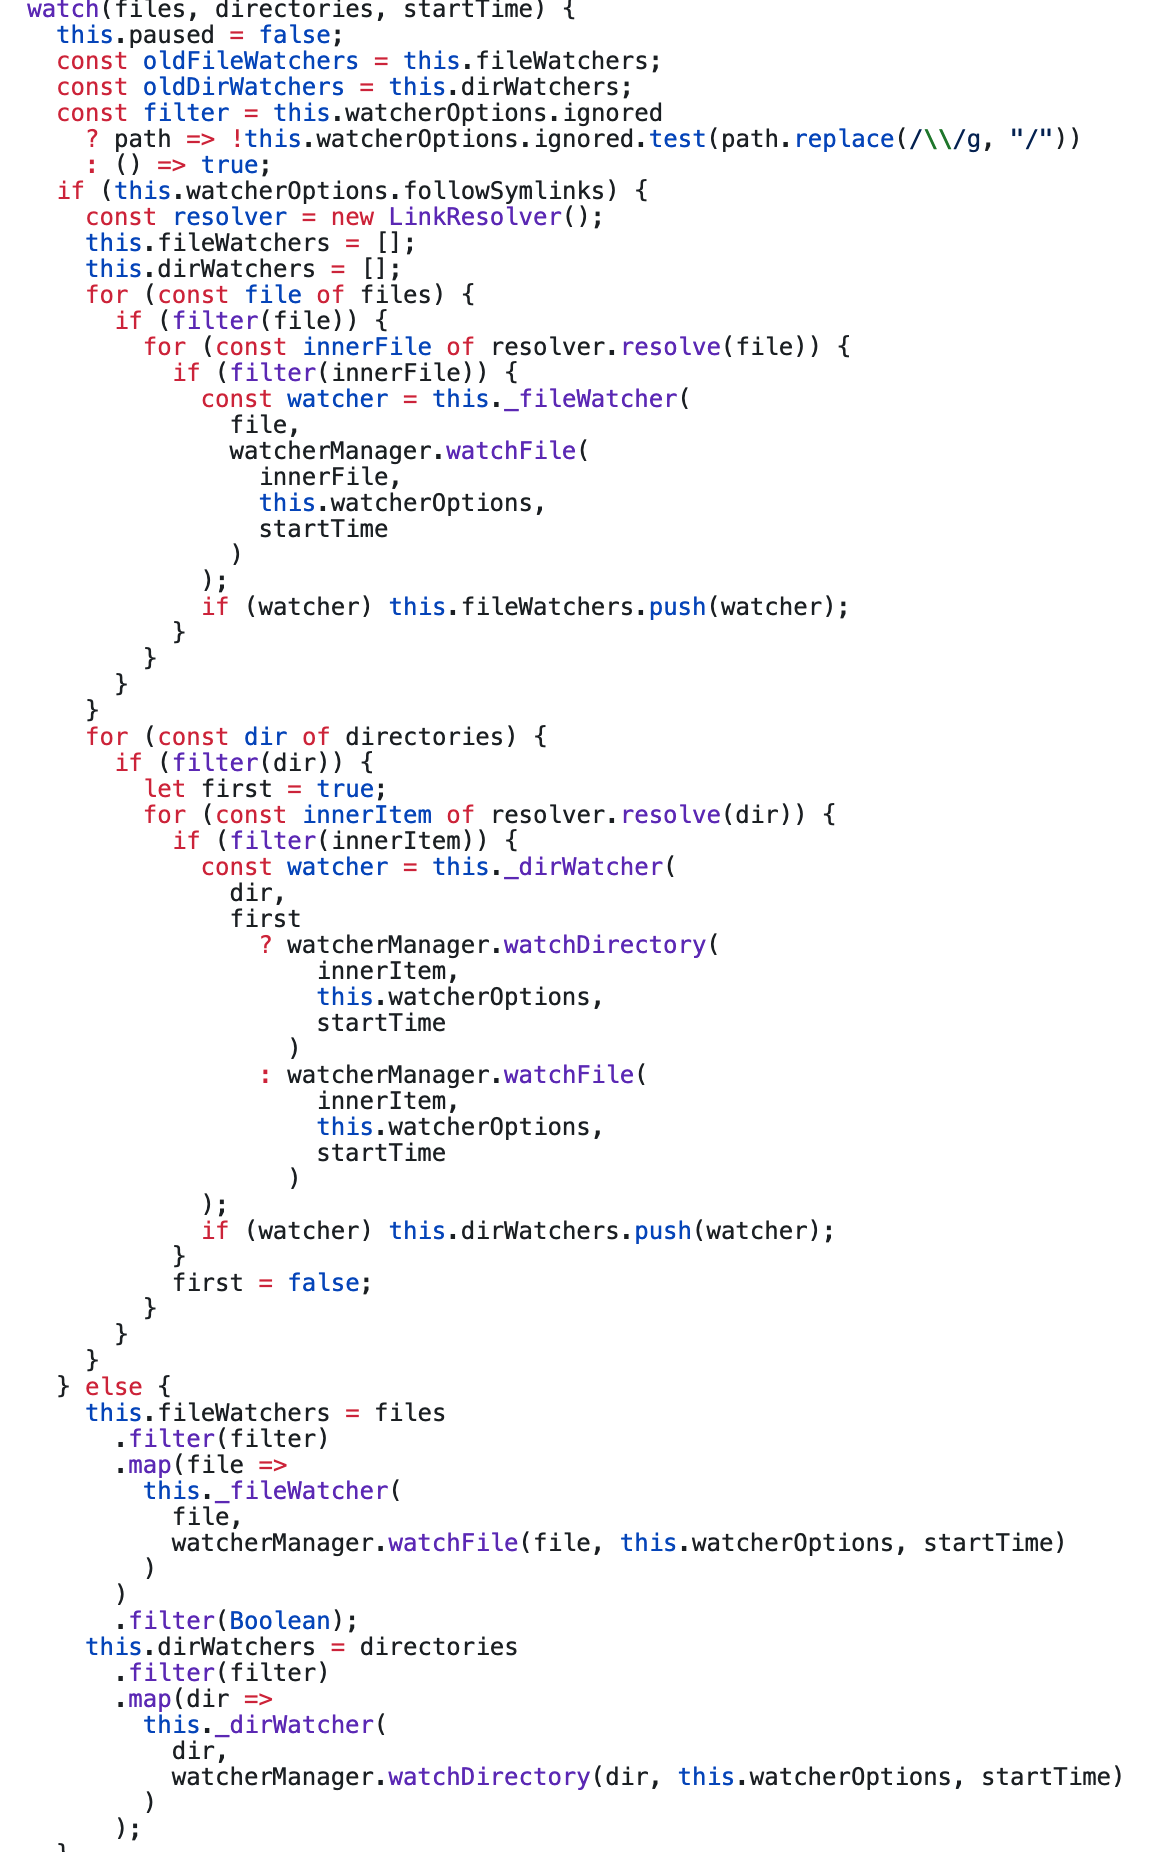 watch(files, directories, startTime) {
  this.paused = false;
  const oldFileWatchers = this.fileWatchers;
  const oldDirWatchers = this.dirWatchers;
  const filter = this.watcherOptions.ignored
    ? path => !this.watcherOptions.ignored.test(path.replace(/\\/g, "/"))
    : () => true;
  if (this.watcherOptions.followSymlinks) {
    const resolver = new LinkResolver();
    this.fileWatchers = [];
    this.dirWatchers = [];
    for (const file of files) {
      if (filter(file)) {
        for (const innerFile of resolver.resolve(file)) {
          if (filter(innerFile)) {
            const watcher = this._fileWatcher(
              file,
              watcherManager.watchFile(
                innerFile,
                this.watcherOptions,
                startTime
              )
            );
            if (watcher) this.fileWatchers.push(watcher);
          }
        }
      }
    }
    for (const dir of directories) {
      if (filter(dir)) {
        let first = true;
        for (const innerItem of resolver.resolve(dir)) {
          if (filter(innerItem)) {
            const watcher = this._dirWatcher(
              dir,
              first
                ? watcherManager.watchDirectory(
                    innerItem,
                    this.watcherOptions,
                    startTime
                  )
                : watcherManager.watchFile(
                    innerItem,
                    this.watcherOptions,
                    startTime
                  )
            );
            if (watcher) this.dirWatchers.push(watcher);
          }
          first = false;
        }
      }
    }
  } else {
    this.fileWatchers = files
      .filter(filter)
      .map(file =>
        this._fileWatcher(
          file,
          watcherManager.watchFile(file, this.watcherOptions, startTime)
        )
      )
      .filter(Boolean);
    this.dirWatchers = directories
      .filter(filter)
      .map(dir =>
        this._dirWatcher(
          dir,
          watcherManager.watchDirectory(dir, this.watcherOptions, startTime)
        )
      );
  }